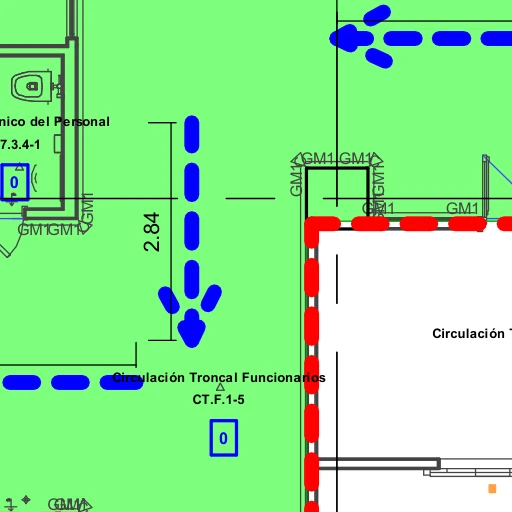 nico del Personal
7.3.4-1
0
GM1
GM1GM1
GM1 GM1
GM1
GM1
GM1
GM1
2.84
Circulación T
Circulación Troncal Funcionarios
CT.F.1-5
0